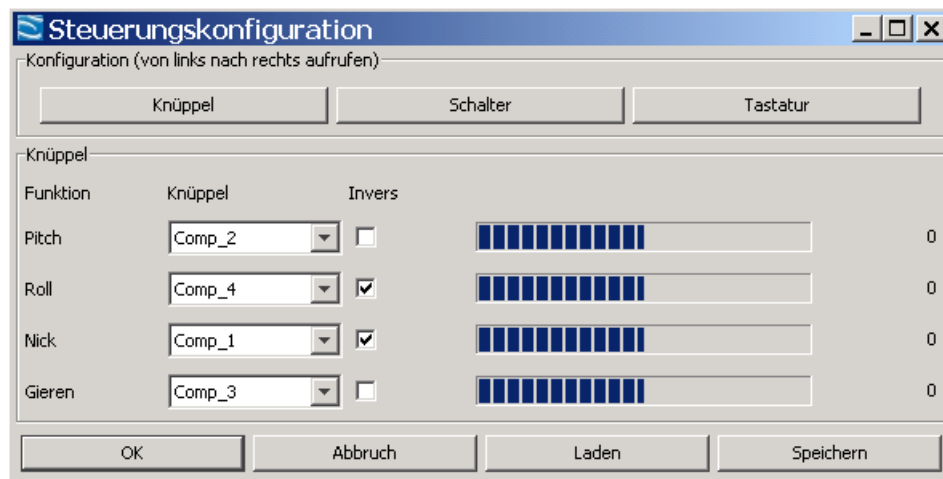 Steuerungskonfiguration
Konfiguration (von links nach rechts aufrufen)
Knüppel Schalter Tastatur
Knüppel
Funktion Knüppel Invers
Pitch Comp_2 0
Roll Comp_4 0
Nick Comp_1 0
Gieren Comp_3 0
OK Abbruch Laden Speichern